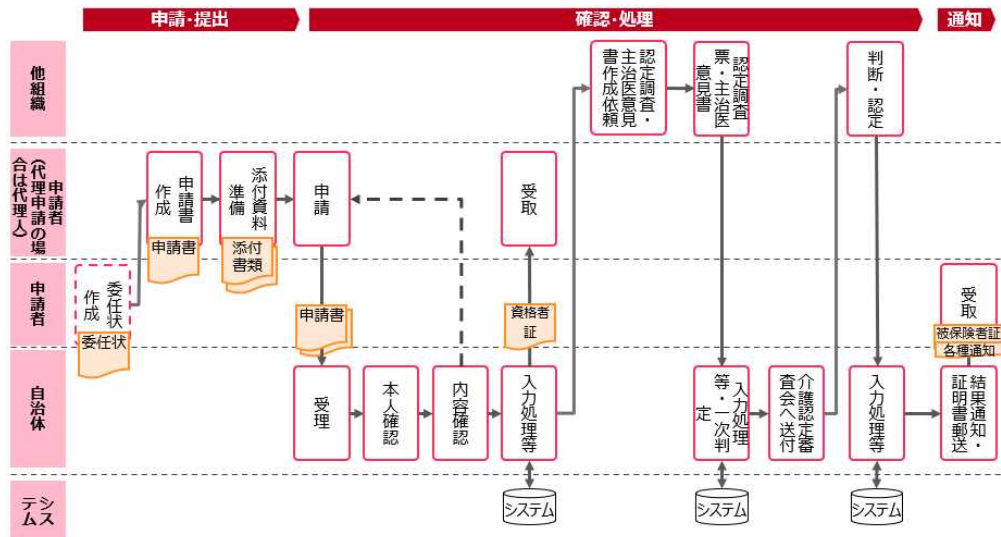 申請・提出
確認・処理
通知
他組織
認定調査・
主治医意見
書作成依頼
認定調査
票・主治医
意見書
判断・認定
申請者
(代理申請の場
合は代理人)
申請書
作成
申請書
添付資料
準備
添付
書類
申請
受取
申請者
委任状
作成
委任状
申請書
資格者
証
受取
被保険者証
各種通知
自治体
受理
本人確認
内容確認
入力処理等
入力処理
等・一次判
定
介護認定審
査会へ送付
入力処理等
結果通知・
証明書郵送
シス
テム
システム
システム
システム